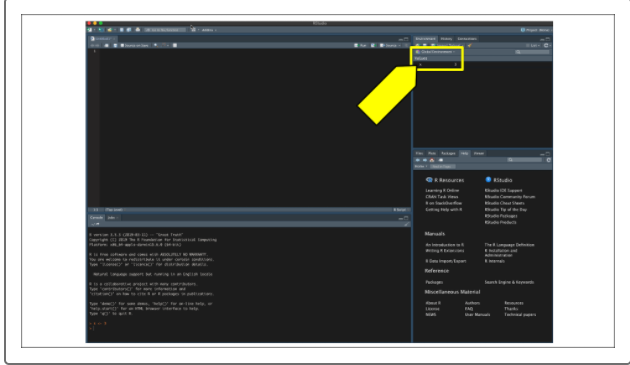 RStudio
Environment History Connections
Global Environment
Values
Files Plots Packages Help Viewer
R Resources
RStudio
Learning R Online
CRAN Task Views
R on StackOverflow
Getting Help with R
RStudio IDE Support
RStudio Community Forum
RStudio Cheat Sheets
RStudio Tip of the Day
RStudio Packages
RStudio Products
Manuals
An Introduction to R
Writing R Extensions
R Data Import/Export
The R Language Definition
R Installation and
Administration
R Internals
Reference
Packages
Search Engine & Keywords
Miscellaneous Material
About R
License
NEWS
Authors
FAQ
User Manuals
Resources
Thanks
Technical papers
Console Jobs
R version 3.5.3 (2019-03-11) -- "Great Truth"
Copyright (C) 2019 The R Foundation for Statistical Computing
Platform: x86_64-apple-darwin15.6.0 (64-bit)
R is free software and comes with ABSOLUTELY NO WARRANTY.
You are welcome to redistribute it under certain conditions.
Type 'license()' or 'licence()' for distribution details.
Natural language support but running in an English locale
R is a collaborative project with many contributors.
Type 'contributors()' for more information and
'citation()' on how to cite R or R packages in publications.
Type 'demo()' for some demos, 'help()' for on-line help, or
'help.start()' for an HTML browser interface to help.
Type 'q()' to quit R.